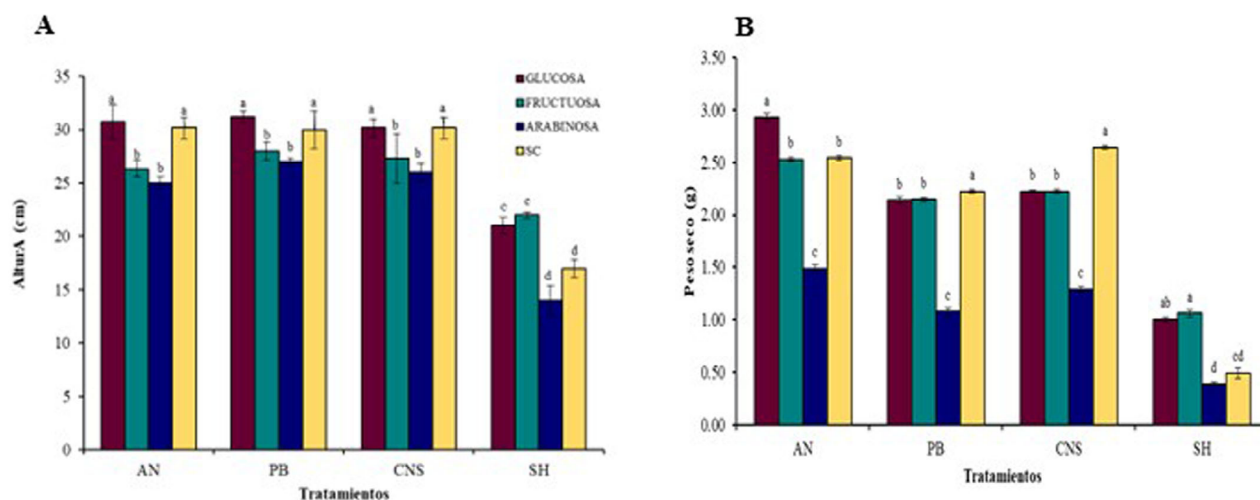 A
B
35
30
25
20
15
10
5
0
AlturA (cm)
GLUCOSA
FRUCTUOSA
ARABINOSA
SC
a
b
b
a
a
b
b
a
a
b
b
a
c
d
d
AN
PB
CNS
SH
Tratamientos
3.50
3.00
2.50
2.00
1.50
1.00
0.50
0.00
Peso seco (g)
a
b
c
b
b
b
c
a
b
b
c
a
ab
a
d
cd
AN
PB
CNS
SH
Tratamientos